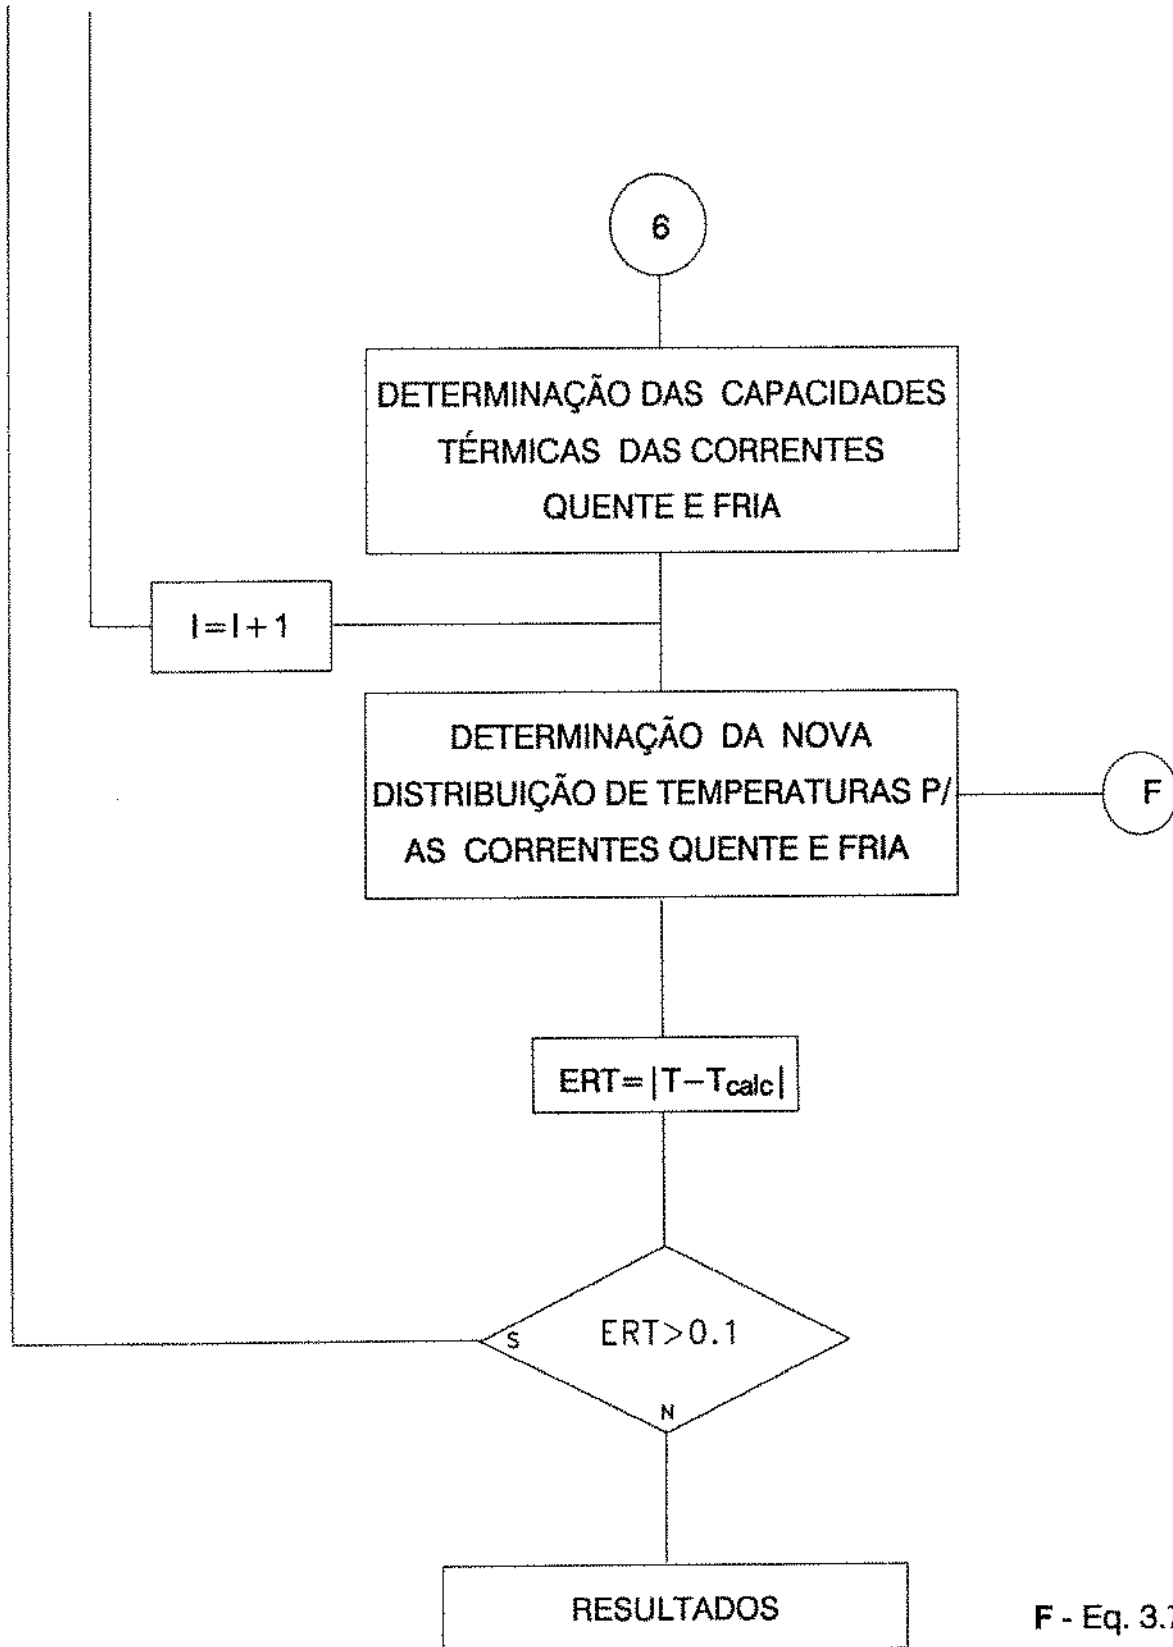 6
DETERMINAÇÃO DAS CAPACIDADES
TÉRMICAS DAS CORRENTES
QUENTE E FRIA
I=I+1
DETERMINAÇÃO DA NOVA
DISTRIBUIÇÃO DE TEMPERATURAS P/
AS CORRENTES QUENTE E FRIA
F
ERT=|T-Tcalc|
ERT>0.1
S
N
RESULTADOS
F - Eq.